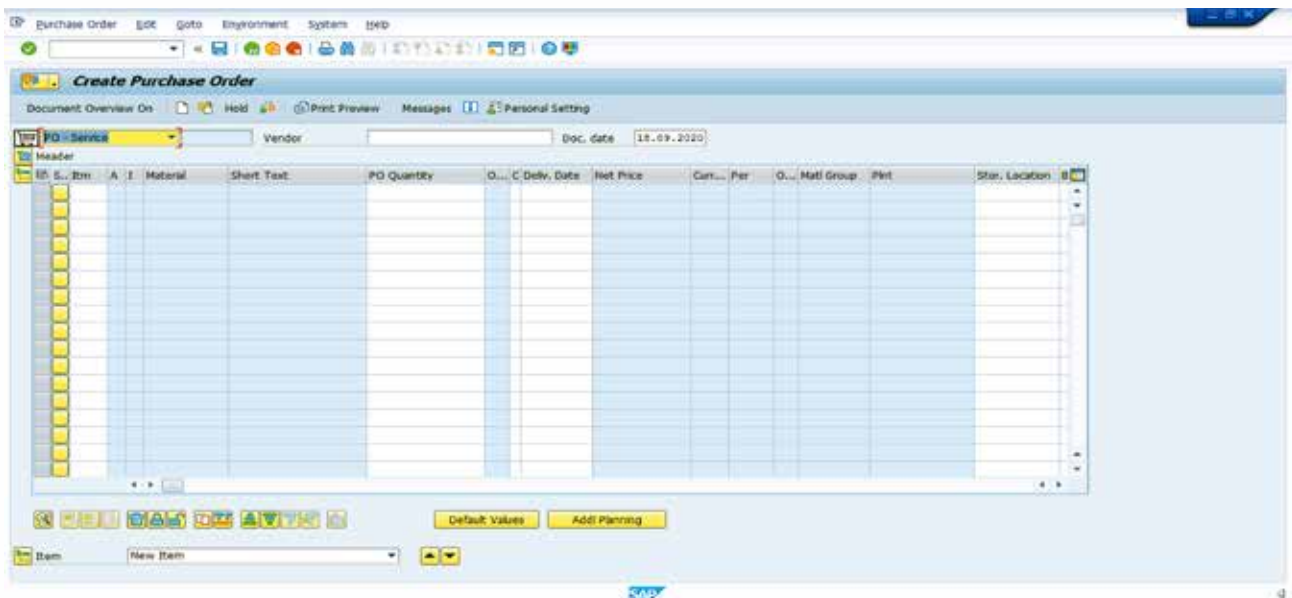 Purchase Order Edit Goto Environment System Help
Create Purchase Order
Document Overview On Hold Print Preview Messages Personal Setting
PO - Service Vendor Doc. date 18.09.2020
Header
S... Itm A I Material Short Text PO Quantity O... C Deliv. Date Net Price Curr... Per O... Matl Group Plnt Stor. Location B
Default Values Addl Planning
Item New Item
SAP